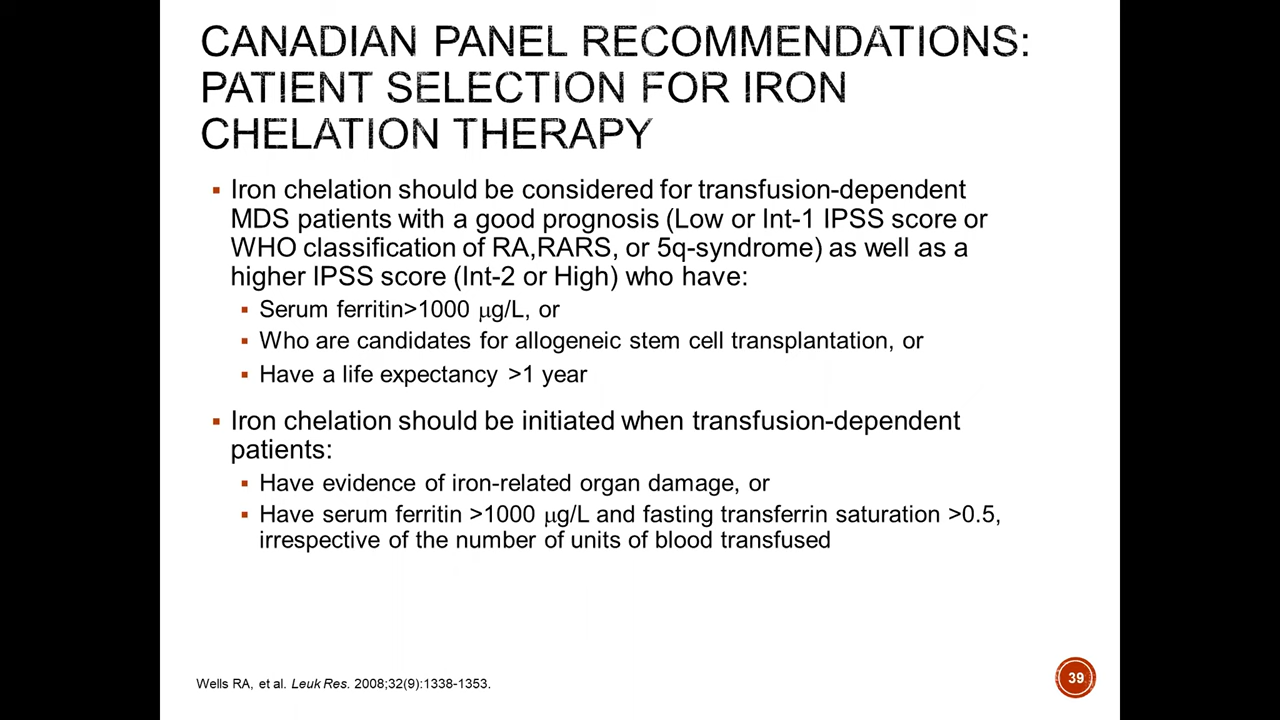 CANADIAN PANEL RECOMMENDATIONS:
PATIENT SELECTION FOR IRON
CHELATION THERAPY
▪ Iron chelation should be considered for transfusion-dependent
MDS patients with a good prognosis (Low or Int-1 IPSS score or
WHO classification of RA,RARS, or 5q-syndrome) as well as a
higher IPSS score (Int-2 or High) who have:
▪ Serum ferritin>1000 μg/L, or
▪ Who are candidates for allogeneic stem cell transplantation, or
▪ Have a life expectancy >1 year
▪ Iron chelation should be initiated when transfusion-dependent
patients:
▪ Have evidence of iron-related organ damage, or
▪ Have serum ferritin >1000 μg/L and fasting transferrin saturation >0.5,
irrespective of the number of units of blood transfused
Wells RA, et al. Leuk Res. 2008;32(9):1338-1353.
39